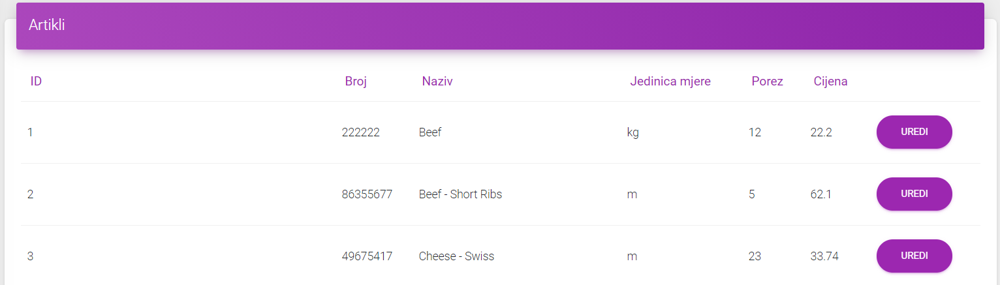 Artikli
ID Broj Naziv Jedinica mjere Porez Cijena
1 222222 Beef kg 12 22.2 UREDI
2 86355677 Beef - Short Ribs m 5 62.1 UREDI
3 49675417 Cheese - Swiss m 23 33.74 UREDI